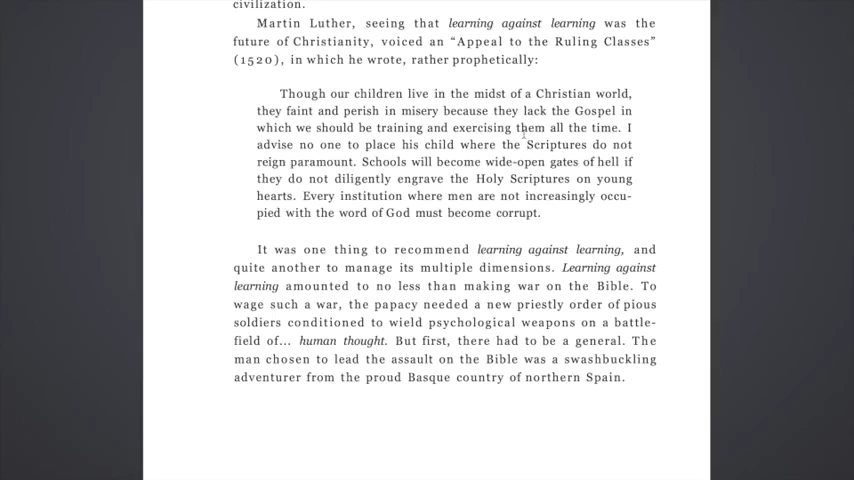 civilization.
Martin Luther, seeing that learning against learning was the
future of Christianity, voiced an “Appeal to the Ruling Classes”
(1520), in which he wrote, rather prophetically:
Though our children live in the midst of a Christian world,
they faint and perish in misery because they lack the Gospel in
which we should be training and exercising them all the time. I
advise no one to place his child where the Scriptures do not
reign paramount. Schools will become wide-open gates of hell if
they do not diligently engrave the Holy Scriptures on young
hearts. Every institution where men are not increasingly occu-
pied with the word of God must become corrupt.
It was one thing to recommend learning against learning, and
quite another to manage its multiple dimensions. Learning against
learning amounted to no less than making war on the Bible. To
wage such a war, the papacy needed a new priestly order of pious
soldiers conditioned to wield psychological weapons on a battle-
field of... human thought. But first, there had to be a general. The
man chosen to lead the assault on the Bible was a swashbuckling
adventurer from the proud Basque country of northern Spain.